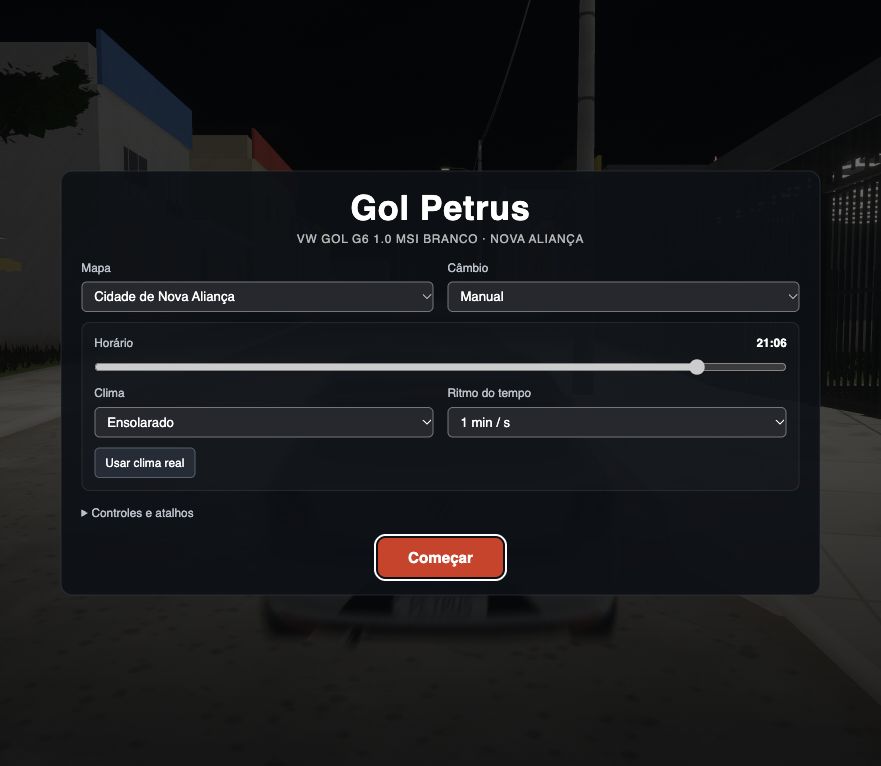 Gol Petrus
VW GOL G6 1.0 MSI BRANCO · NOVA ALIANÇA
Mapa
Câmbio
Cidade de Nova Aliança
Manual
Horário
21:06
Clima
Ritmo do tempo
Ensolarado
1 min / s
Usar clima real
Controles e atalhos
Começar